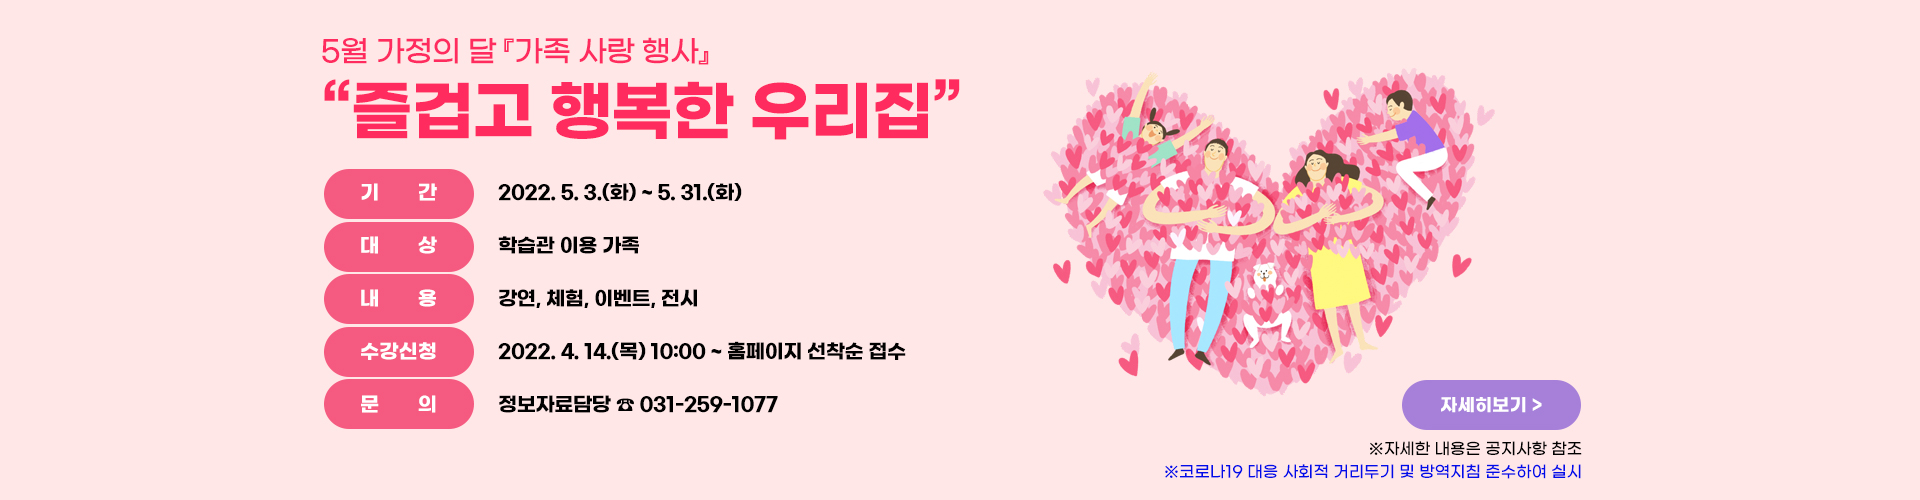 5월 가정의 달 『가족 사랑 행사』
“즐겁고 행복한 우리집”
기 간 2022. 5. 3.(화) ~ 5. 31.(화)
대 상 학습관 이용 가족
내 용 강연, 체험, 이벤트, 전시
수강신청 2022. 4. 14.(목) 10:00 ~ 홈페이지 선착순 접수
문 의 정보자료담당 ☎ 031-259-1077
자세히보기 >
※자세한 내용은 공지사항 참조
※코로나19 대응 사회적 거리두기 및 방역지침 준수하여 실시